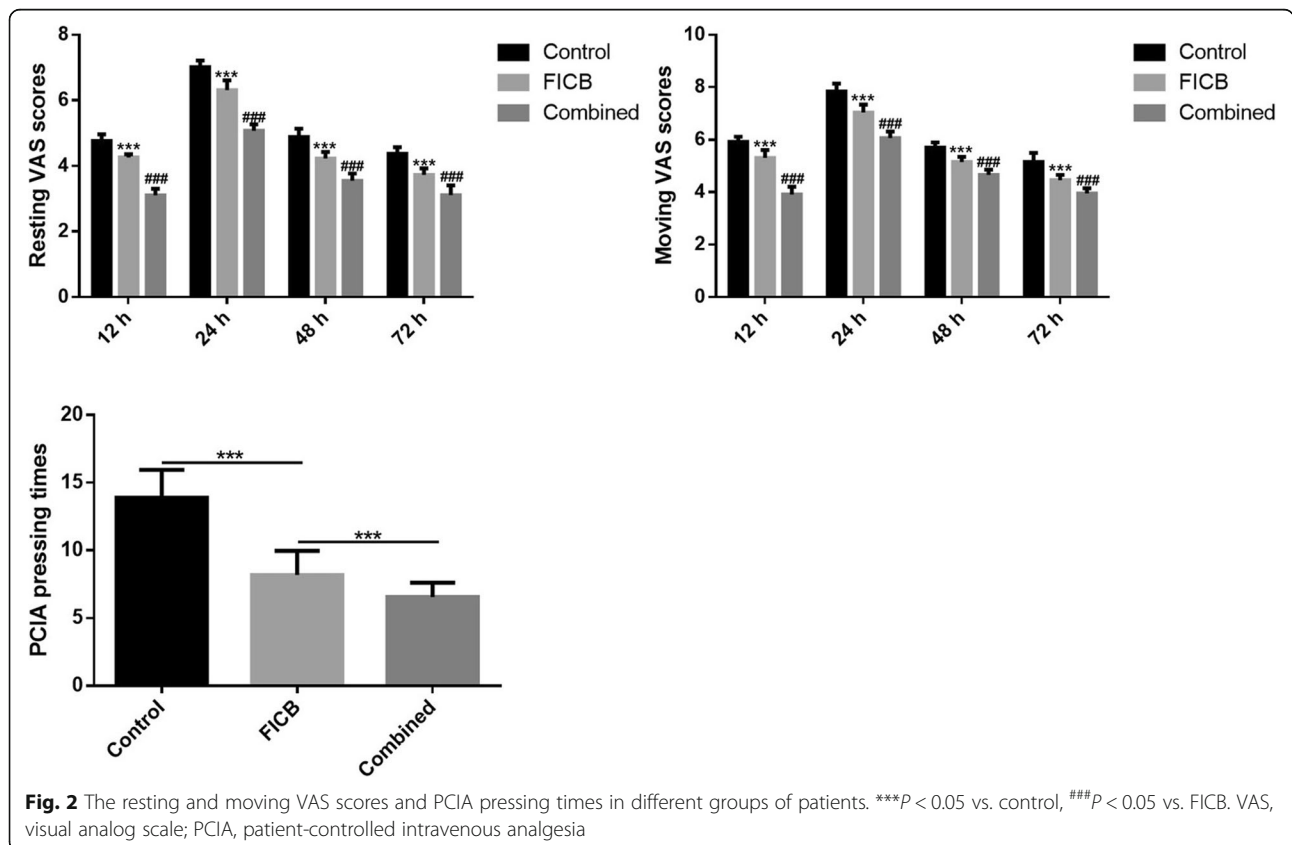 8
6
4
2
0
Resting VAS scores
***
###
***
###
***
###
***
###
12 h
24 h
48 h
72 h
Control
FICB
Combined
10
8
6
4
2
0
Moving VAS scores
***
###
***
###
***
###
***
###
12 h
24 h
48 h
72 h
Control
FICB
Combined
20
15
10
5
0
PCIA pressing times
***
***
Control
FICB
Combined
Fig. 2 The resting and moving VAS scores and PCIA pressing times in different groups of patients. ***P < 0.05 vs. control, ###P < 0.05 vs. FICB. VAS,
visual analog scale; PCIA, patient-controlled intravenous analgesia